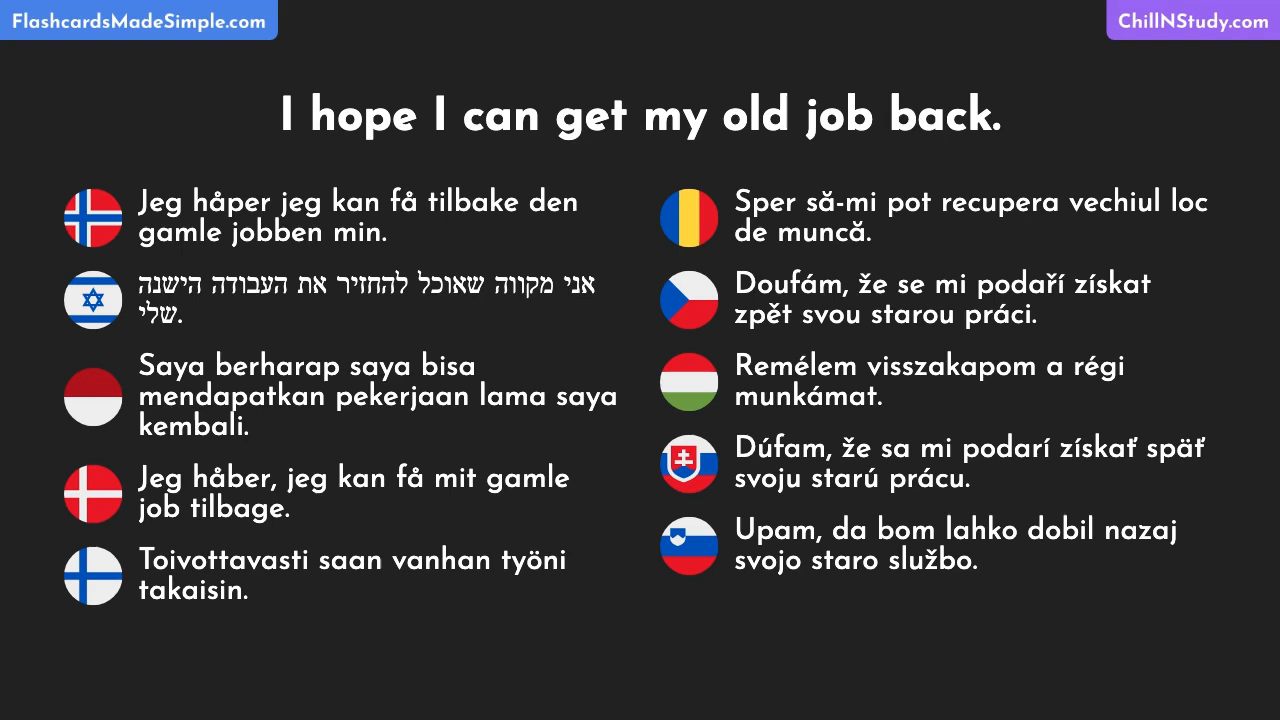 FlashcardsMadeSimple.com
ChillNStudy.com
I hope I can get my old job back.
Jeg håper jeg kan få tilbake den
gamle jobben min.
אני מקווה שאוכל להחזיר את העבודה הישנה
שלי.
Saya berharap saya bisa
mendapatkan pekerjaan lama saya
kembali.
Jeg håber, jeg kan få mit gamle
job tilbage.
Toivottavasti saan vanhan työni
takaisin.
Sper să-mi pot recupera vechiul loc
de muncă.
Doufám, že se mi podaří získat
zpět svou starou práci.
Remélem visszakapom a régi
munkámat.
Dúfam, že sa mi podarí získať späť
svoju starú prácu.
Upam, da bom lahko dobil nazaj
svojo staro službo.